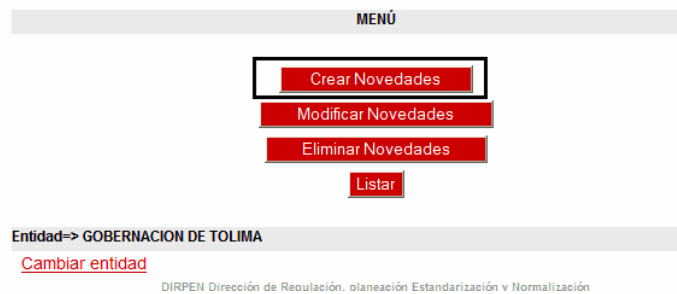 MENÚ
Crear Novedades
Modificar Novedades
Eliminar Novedades
Listar
Entidad=> GOBERNACION DE TOLIMA
Cambiar entidad
DIRPEN Dirección de Regulación, planeación Estandarización y Normalización